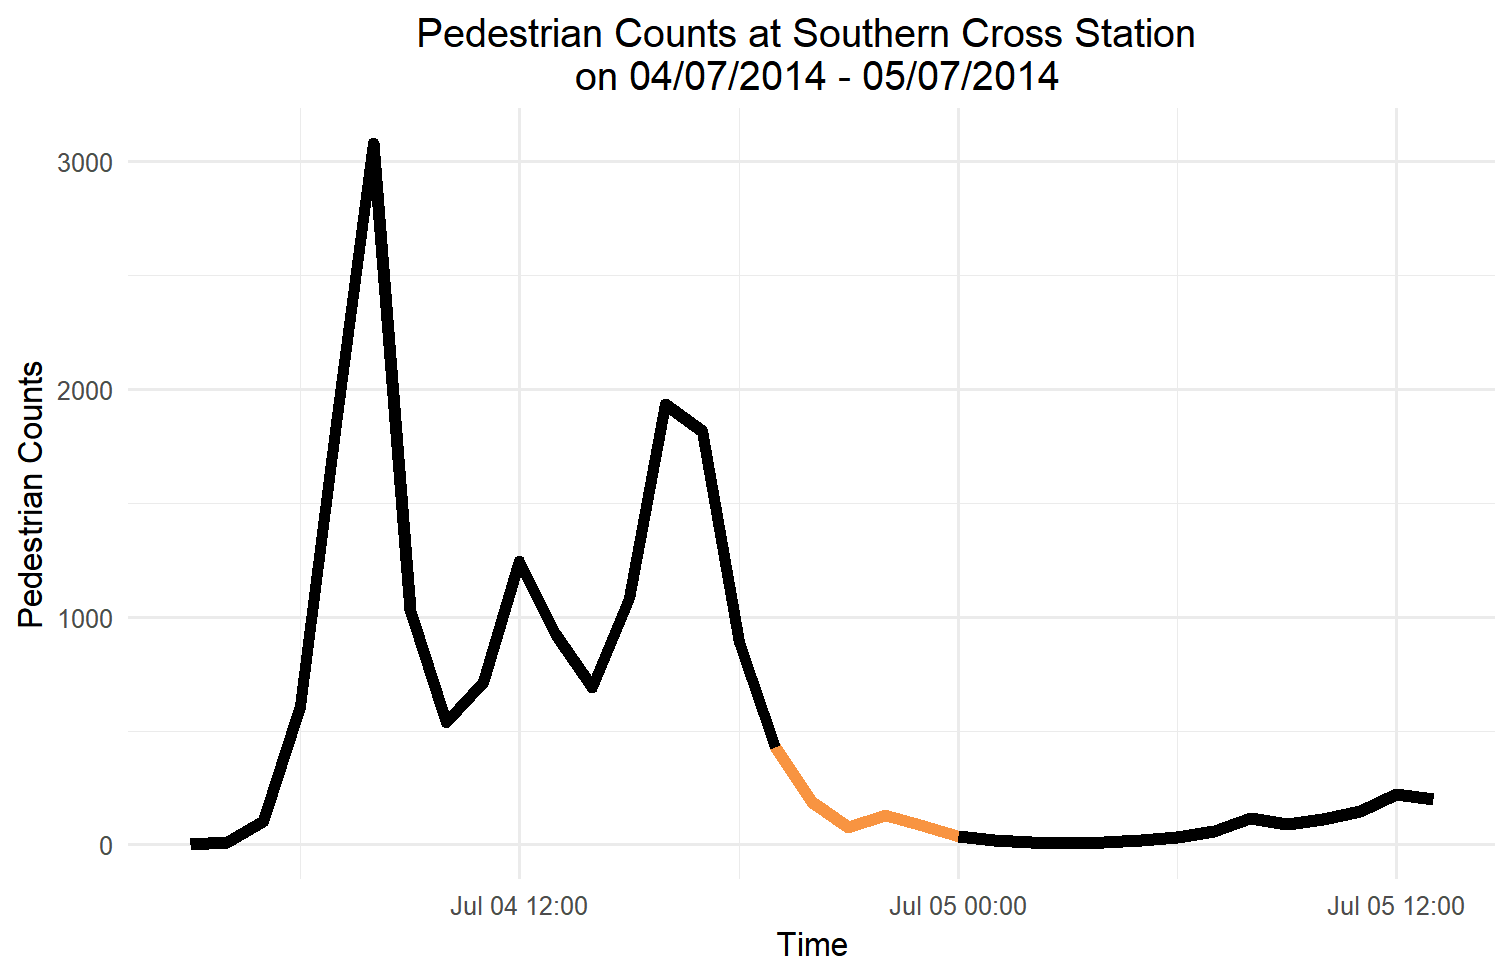 Pedestrian Counts at Southern Cross Station
on 04/07/2014 - 05/07/2014
Pedestrian Counts
3000
2000
1000
0
Jul 04 12:00
Jul 05 00:00
Jul 05 12:00
Time